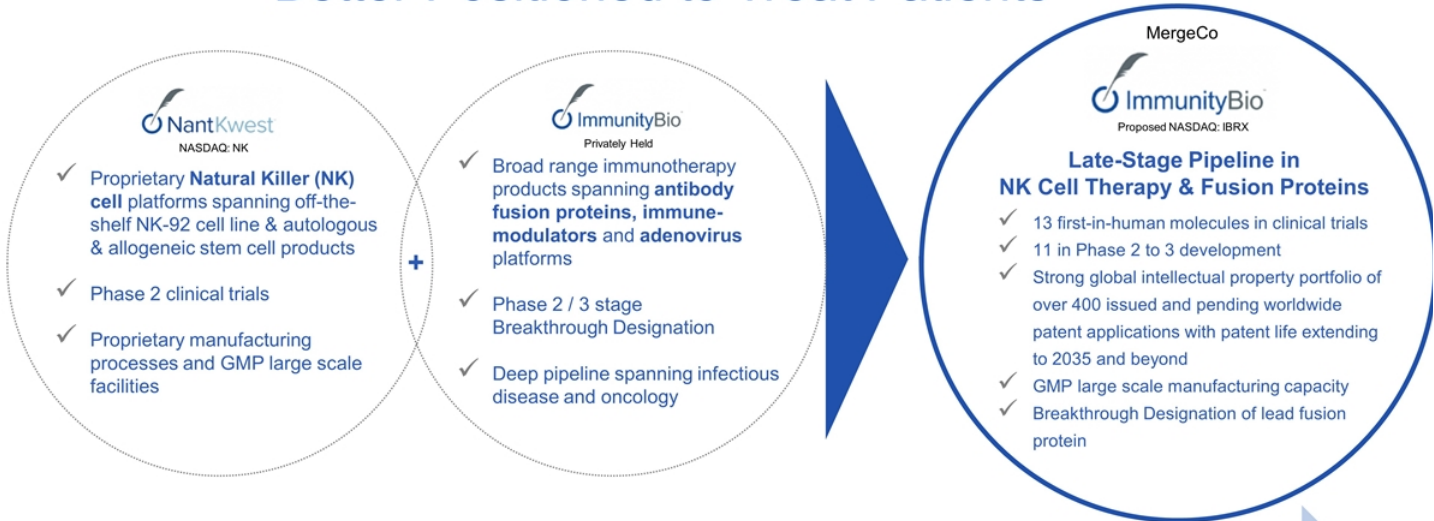 Better Positioned to Treat Patients
NantKwest
NASDAQ: NK
Proprietary Natural Killer (NK)
cell platforms spanning off-the-
shelf NK-92 cell line & autologous
& allogeneic stem cell products
Phase 2 clinical trials
Proprietary manufacturing
processes and GMP large scale
facilities
+
ImmunityBio
Privately Held
Broad range immunotherapy
products spanning antibody
fusion proteins, immune-
modulators and adenovirus
platforms
Phase 2 / 3 stage
Breakthrough Designation
Deep pipeline spanning infectious
disease and oncology
MergeCo
ImmunityBio
Proposed NASDAQ: IBRX
Late-Stage Pipeline in
NK Cell Therapy & Fusion Proteins
13 first-in-human molecules in clinical trials
11 in Phase 2 to 3 development
Strong global intellectual property portfolio of
over 400 issued and pending worldwide
patent applications with patent life extending
to 2035 and beyond
GMP large scale manufacturing capacity
Breakthrough Designation of lead fusion
protein